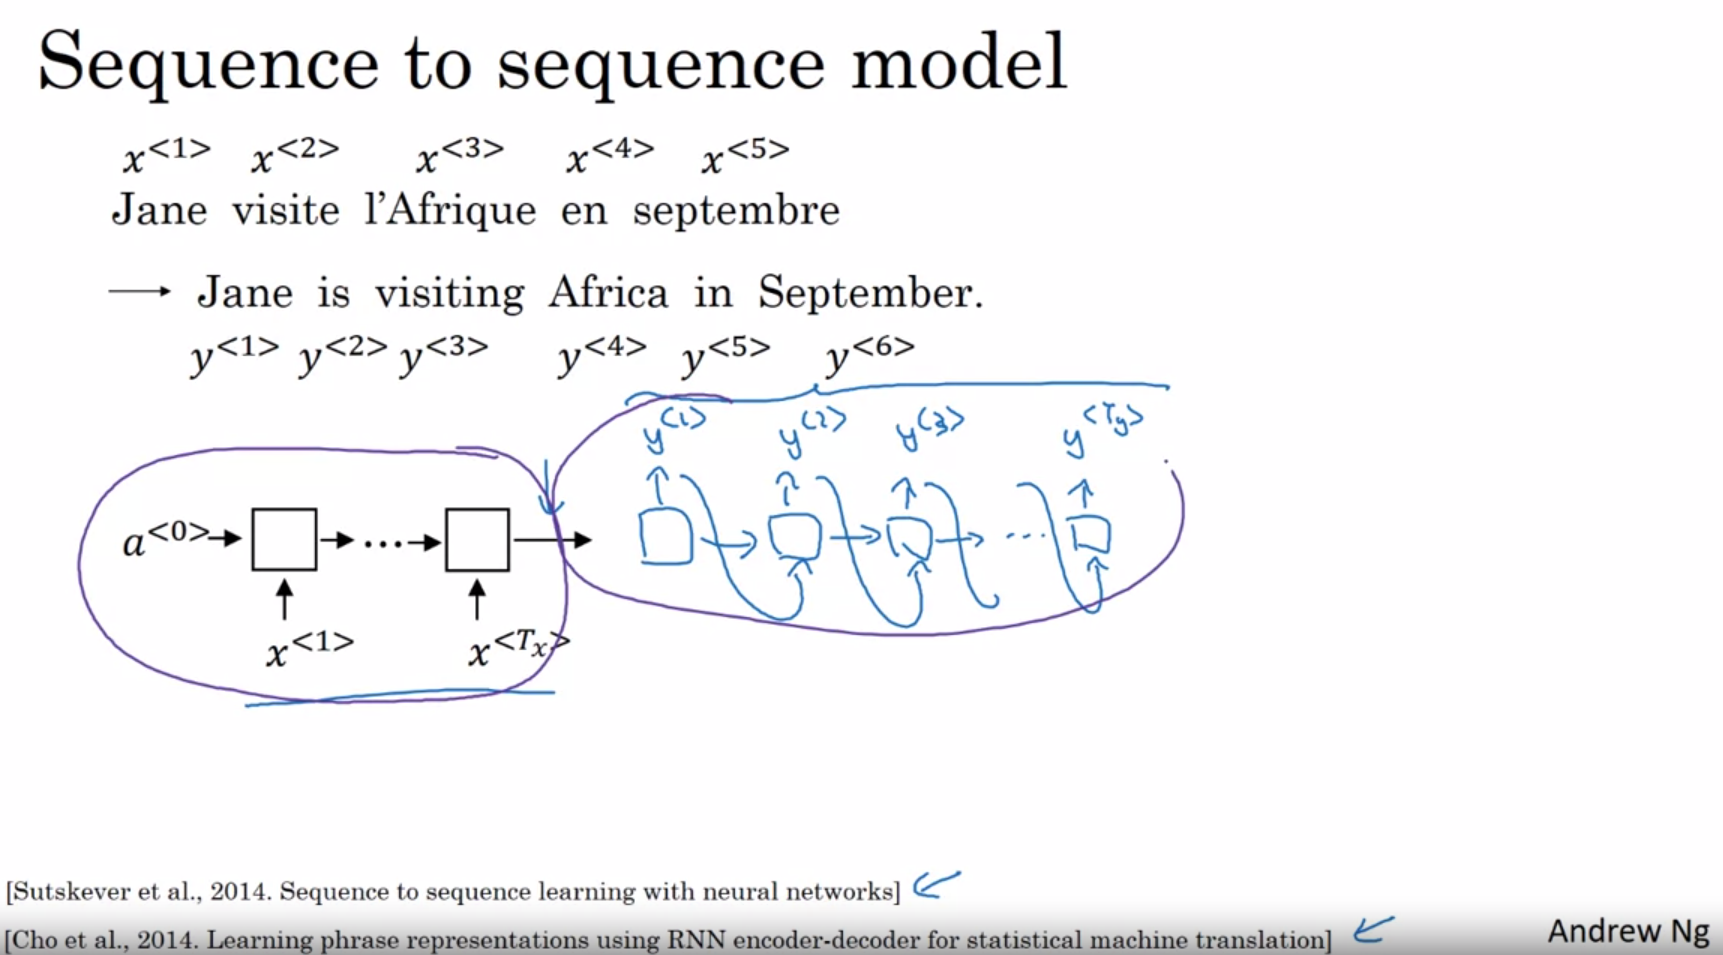 Sequence to sequence model
x<1> x<2> x<3> x<4> x<5>
Jane visite l'Afrique en septembre
→ Jane is visiting Africa in September.
y<1> y<2> y<3> y<4> y<5> y<6>
y<1> y<2> y<3> y<Ty>
a<0> → → ... → → ...
x<1> x<Tx>
[Sutskever et al., 2014. Sequence to sequence learning with neural networks]
[Cho et al., 2014. Learning phrase representations using RNN encoder-decoder for statistical machine translation]
Andrew Ng